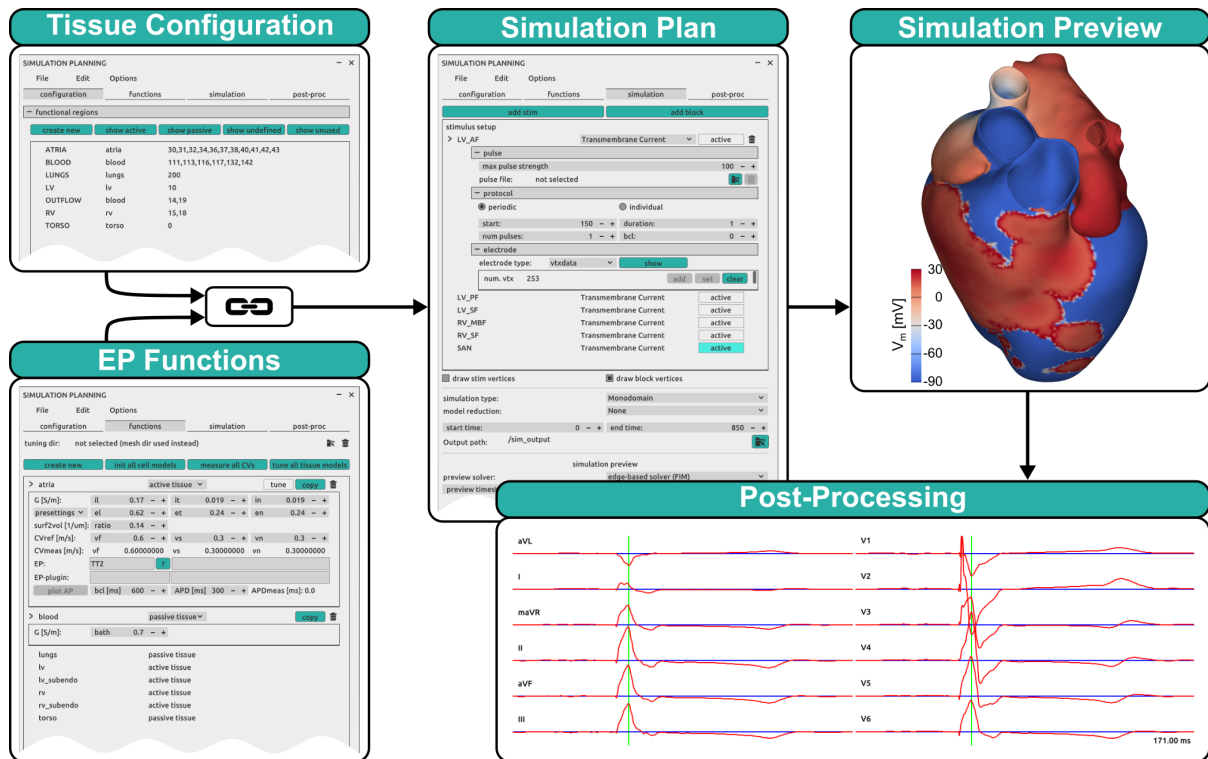 Tissue Configuration
SIMULATION PLANNING
File Edit Options
configuration functions simulation post-proc
functional regions
create new show active show passive show undefined show unused
ATRIA atria 30,31,32,34,36,37,38,40,41,42,43
BLOOD blood 111,113,116,117,132,142
LUNGS lungs 200
LV lv 10
OUTFLOW blood 14,19
RV rv 15,18
TORSO torso 0
EP Functions
SIMULATION PLANNING
File Edit Options
configuration functions simulation post-proc
tuning dir: not selected (mesh dir used instead)
create new init all cell models measure all CVs tune all tissue models
atria active tissue tune copy
G [S/m]: il 0.17 - + it 0.019 - + in 0.019 - +
presettings el 0.62 - + et 0.24 - + en 0.24 - +
surf2vol [1/um]: ratio 0.14 - +
CVref [m/s]: vf 0.6 - + vs 0.3 - + vn 0.3 - +
CVmeas [m/s]: vf 0.60000000 vs 0.30000000 vn 0.30000000
EP: TT2 ?
EP-plugin:
plot AP bcl [ms] 600 - + APD [ms] 300 - + APDmeas [ms]: 0.0
blood passive tissue copy
G [S/m]: bath 0.7 - +
lungs passive tissue
lv active tissue
lv_subendo active tissue
rv active tissue
rv_subendo active tissue
torso passive tissue
Simulation Plan
SIMULATION PLANNING
File Edit Options
configuration functions simulation post-proc
add stim add block
stimulus setup
LV_AF Transmembrane Current active
pulse
max pulse strength 100 - +
pulse file: not selected
protocol
periodic individual
start: 150 - + duration: 1 - +
num pulses: 1 - + bcl: 0 - +
electrode
electrode type: vtxdata show
num. vtx 253 add set clear
LV_PF Transmembrane Current active
LV_SF Transmembrane Current active
RV_MBF Transmembrane Current active
RV_SF Transmembrane Current active
SAN Transmembrane Current active
draw stim vertices draw block vertices
simulation type: Monodomain
model reduction: None
start time: 0 - + end time: 850 - +
Output path: /sim_output
simulation preview
preview solver: edge-based solver (FIM)
Simulation Preview
Vm [mV]
30
0
-30
-60
-90
Post-Processing
aVL V1
I V2
maVR V3
II V4
aVF V5
III V6
171.00 ms